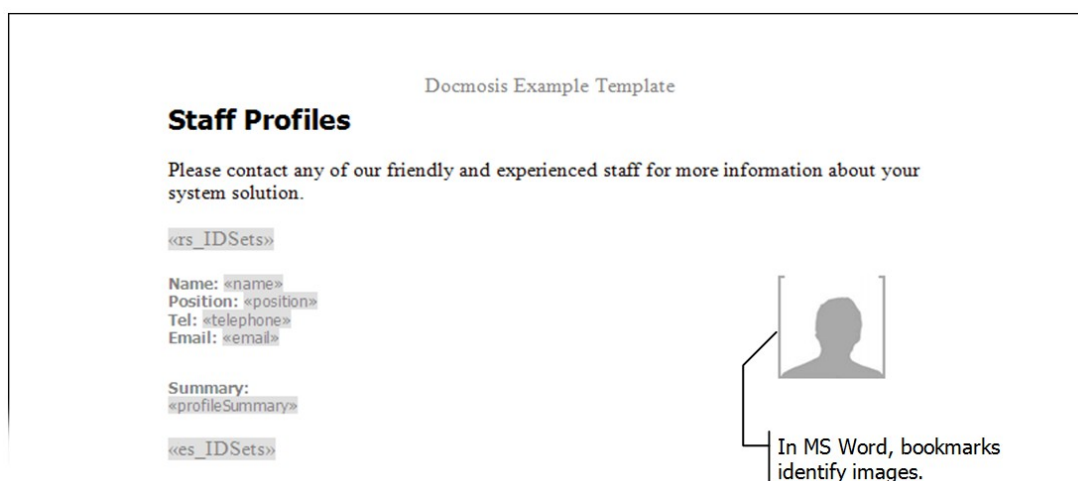 Docmosis Example Template
Staff Profiles
Please contact any of our friendly and experienced staff for more information about your
system solution.
«rs_IDSets»
Name: «name»
Position: «position»
Tel: «telephone»
Email: «email»
Summary:
«profileSummary»
«es_IDSets»
In MS Word, bookmarks
identify images.